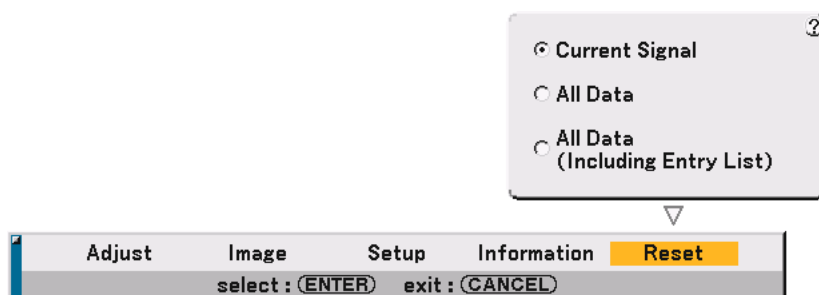 ?
Current Signal
All Data
All Data
(Including Entry List)
Adjust Image Setup Information Reset
select : ENTER exit : CANCEL